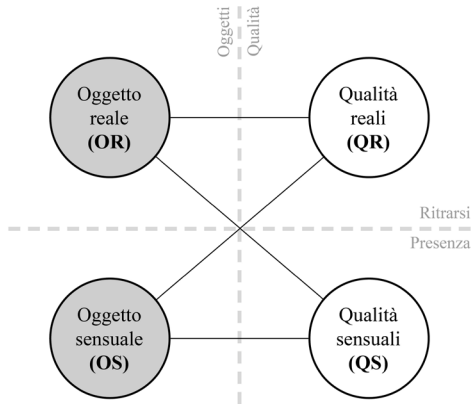 Oggetti
Qualità
Oggetto
reale
(OR)
Qualità
reali
(QR)
Ritrarsi
Presenza
Oggetto
sensuale
(OS)
Qualità
sensuali
(QS)